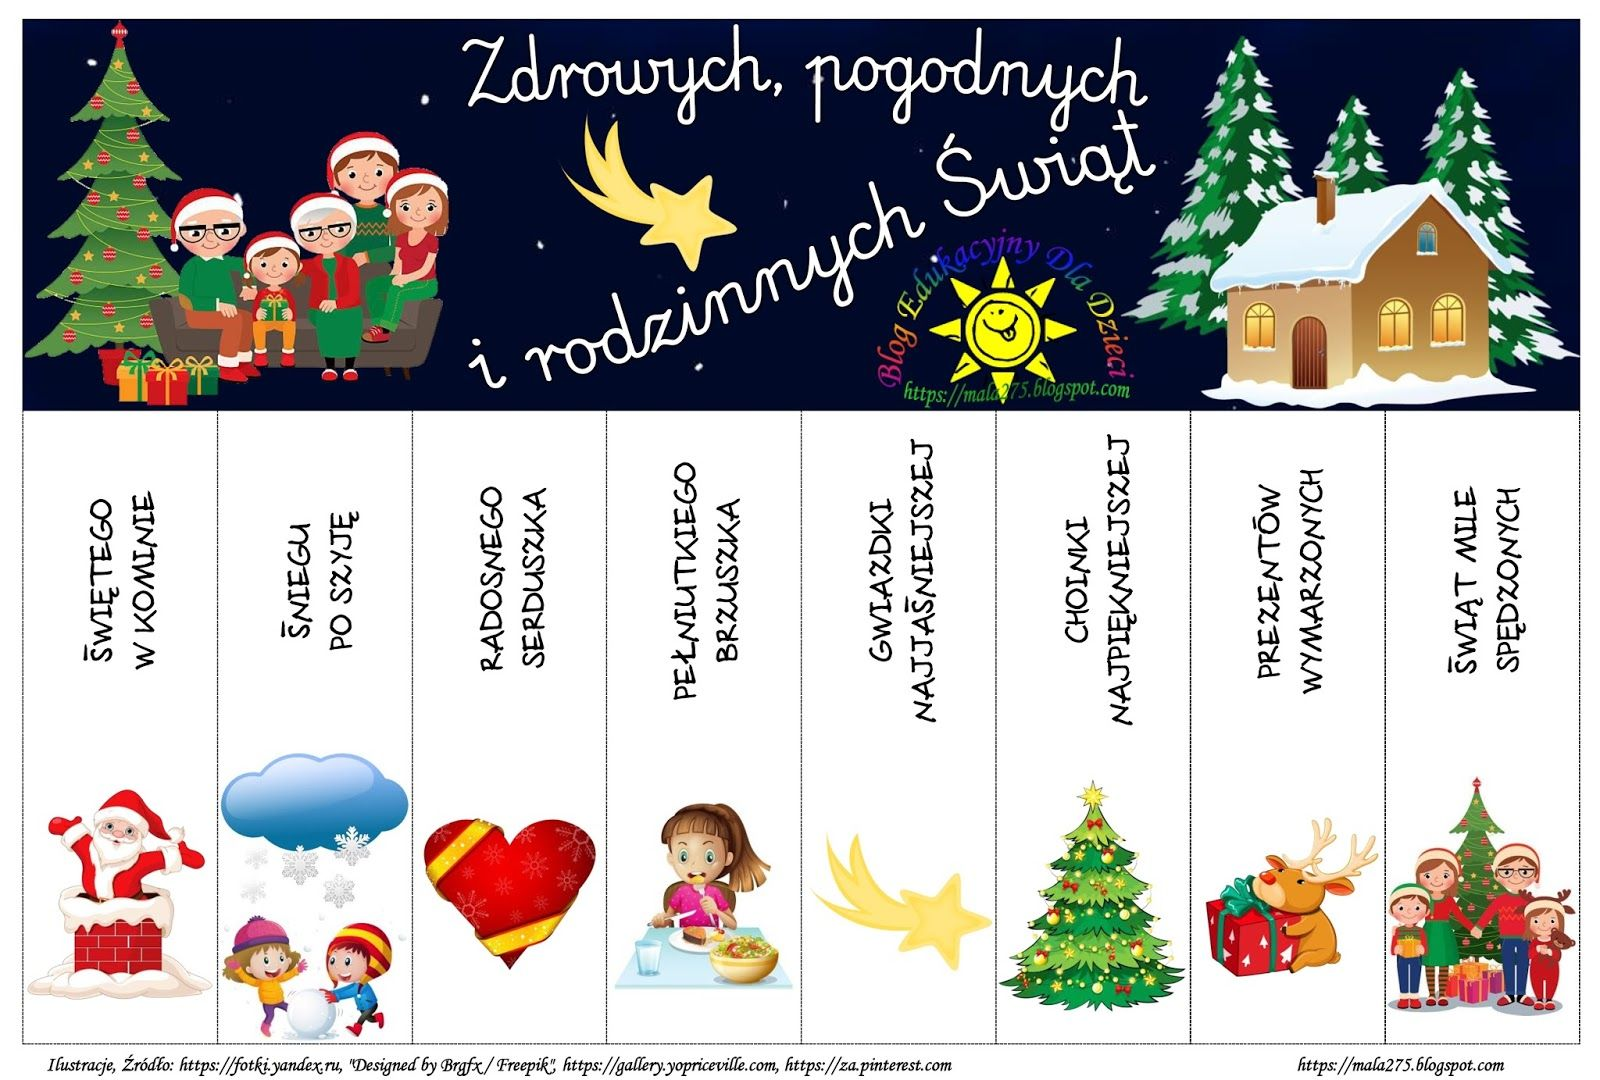 Zdrowych, pogodnych
i rodzinnych Świąt
Blog Edukacyjny Dla Dzieci
https://mala275.blogspot.com
ŚWIĘTEGO
W KOMINIE
ŚNIEGU
PO SZYJĘ
RADOSNEGO
SERDUSZKA
PEŁNIUTKIEGO
BRZUSZKA
GWIAZDKI
NAJJAŚNIEJSZEJ
CHOINKI
NAJPIĘKNIEJSZEJ
PREZENTÓW
WYMARZONYCH
ŚWIĄT MILE
SPĘDZONYCH
Ilustracje, Źródło: https://fotki.yandex.ru, "Designed by Brgfx / Freepik", https://gallery.yopriceville.com, https://za.pinterest.com
https://mala275.blogspot.com